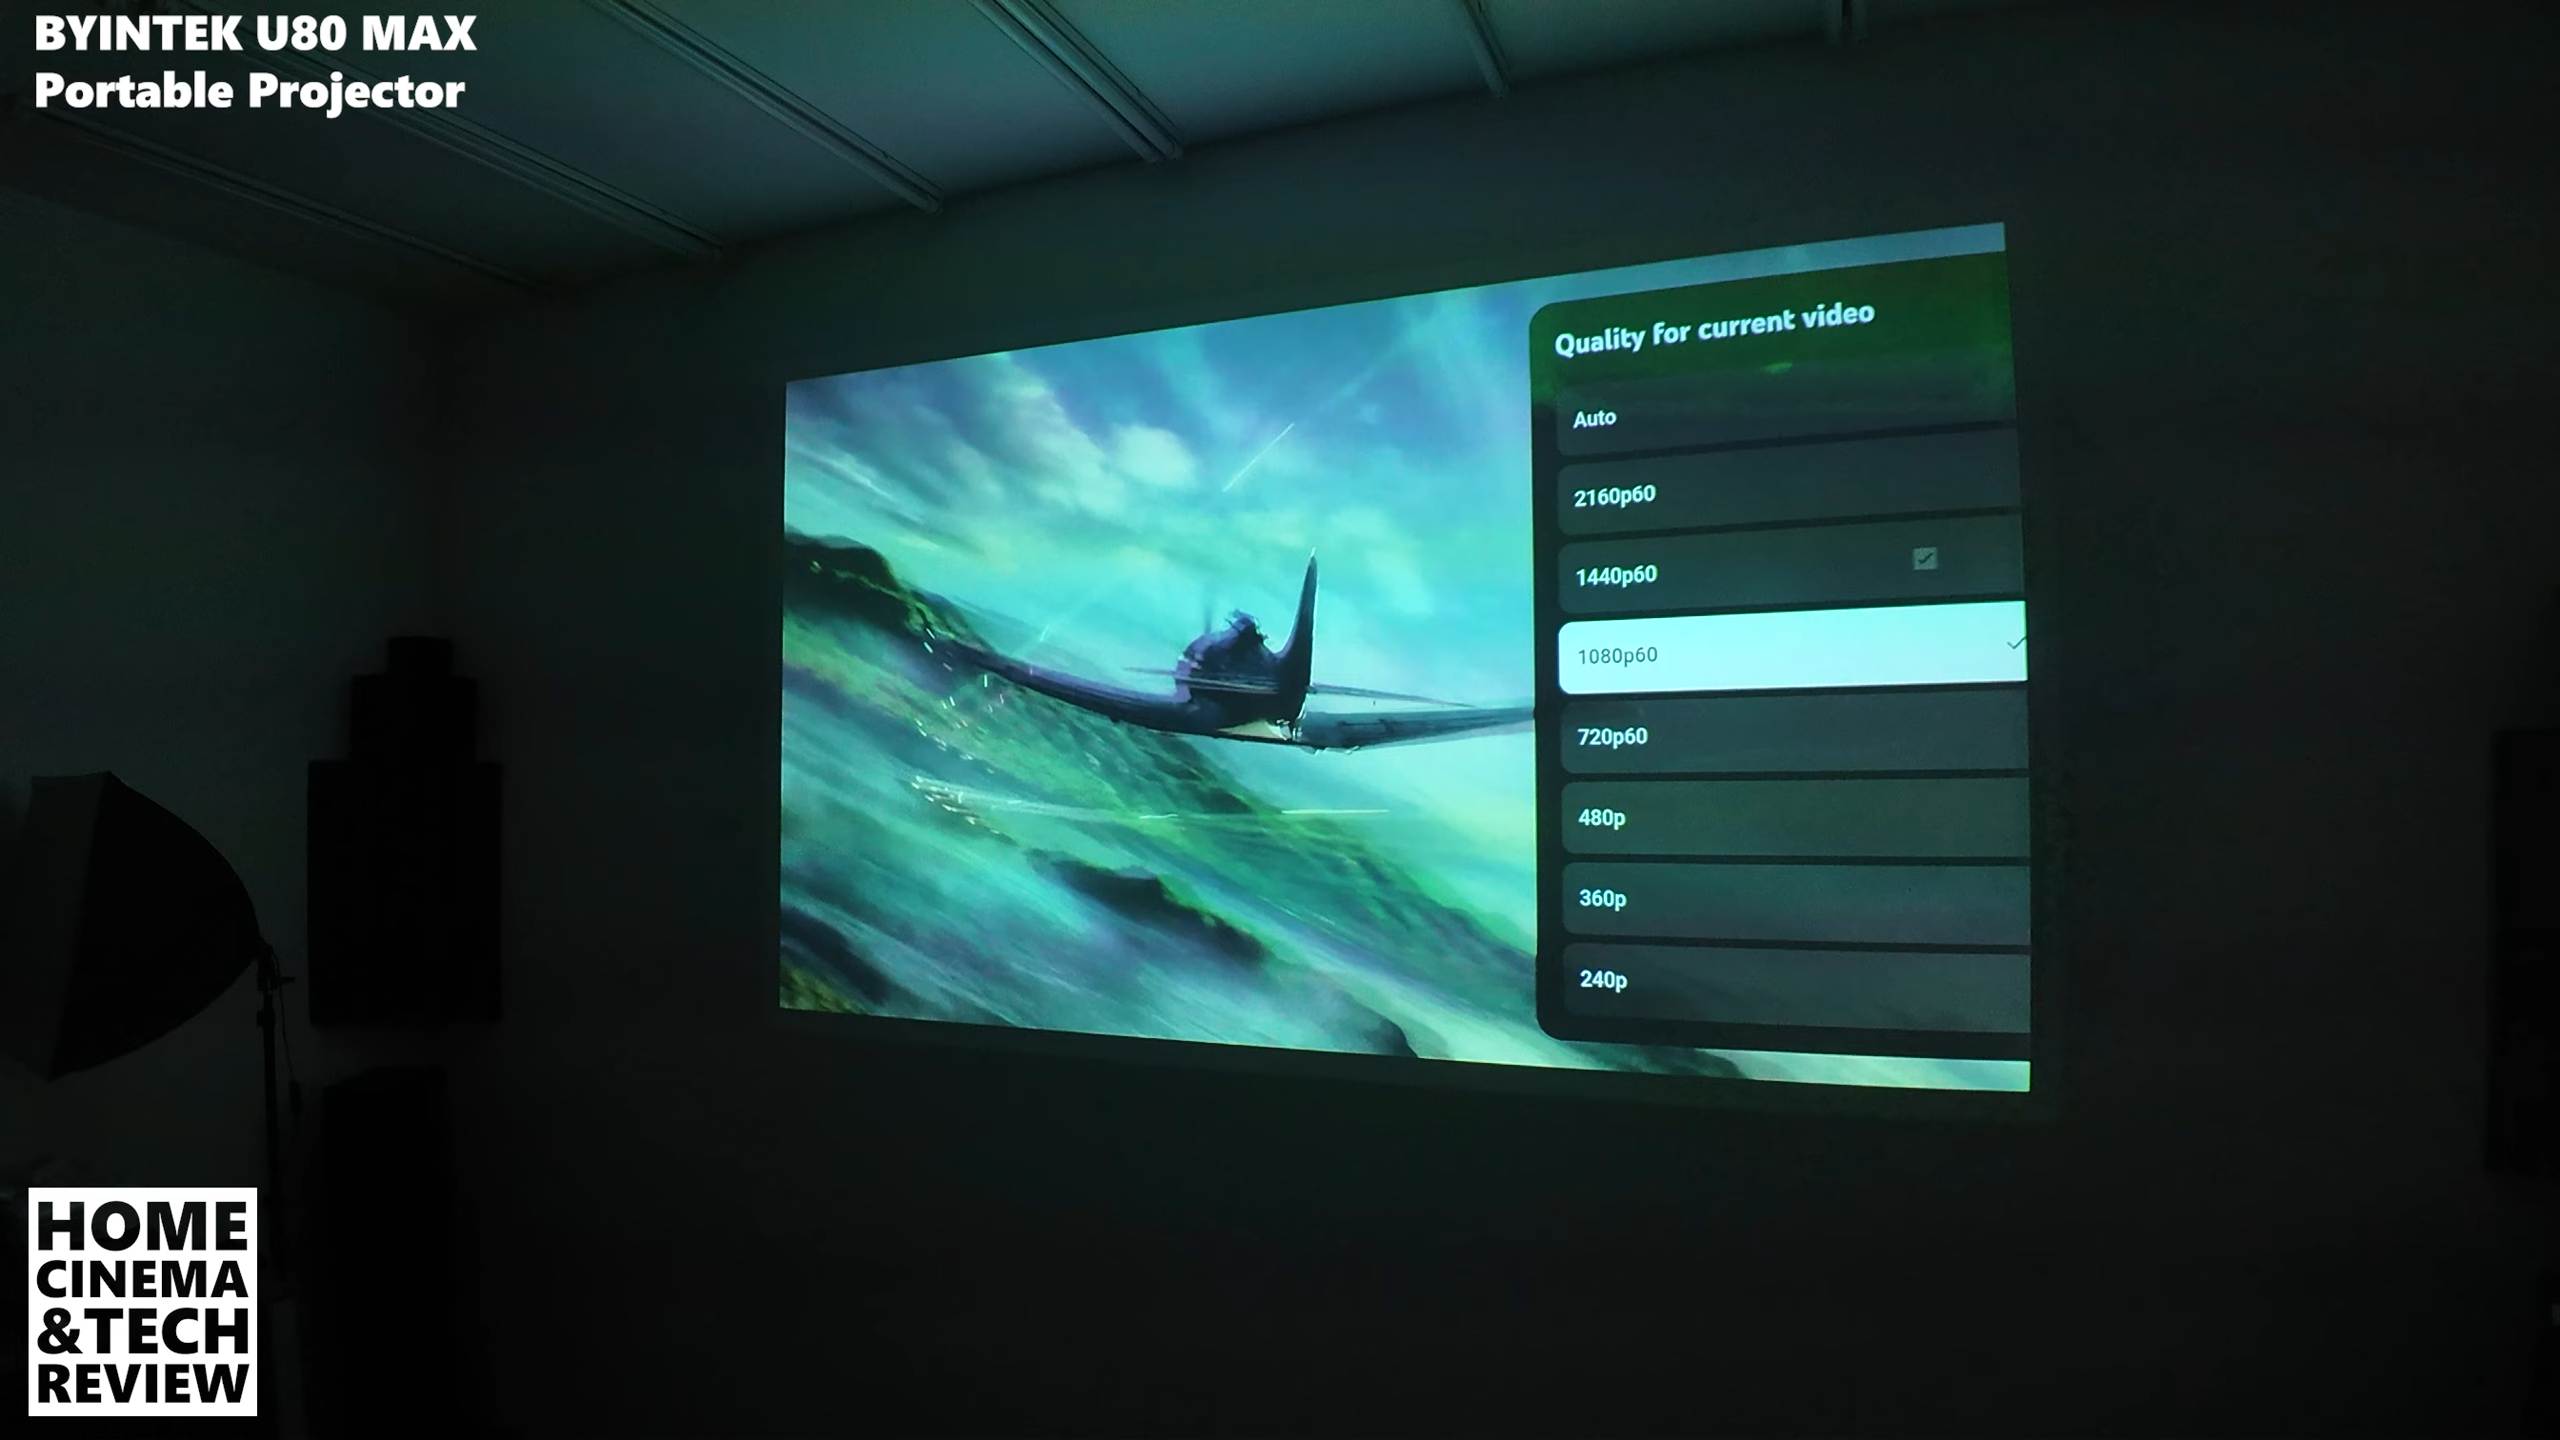 BYINTEK U80 MAX
Portable Projector
Quality for current video
Auto
2160p60
1440p60
1080p60
720p60
480p
360p
240p
HOME
CINEMA
&TECH
REVIEW